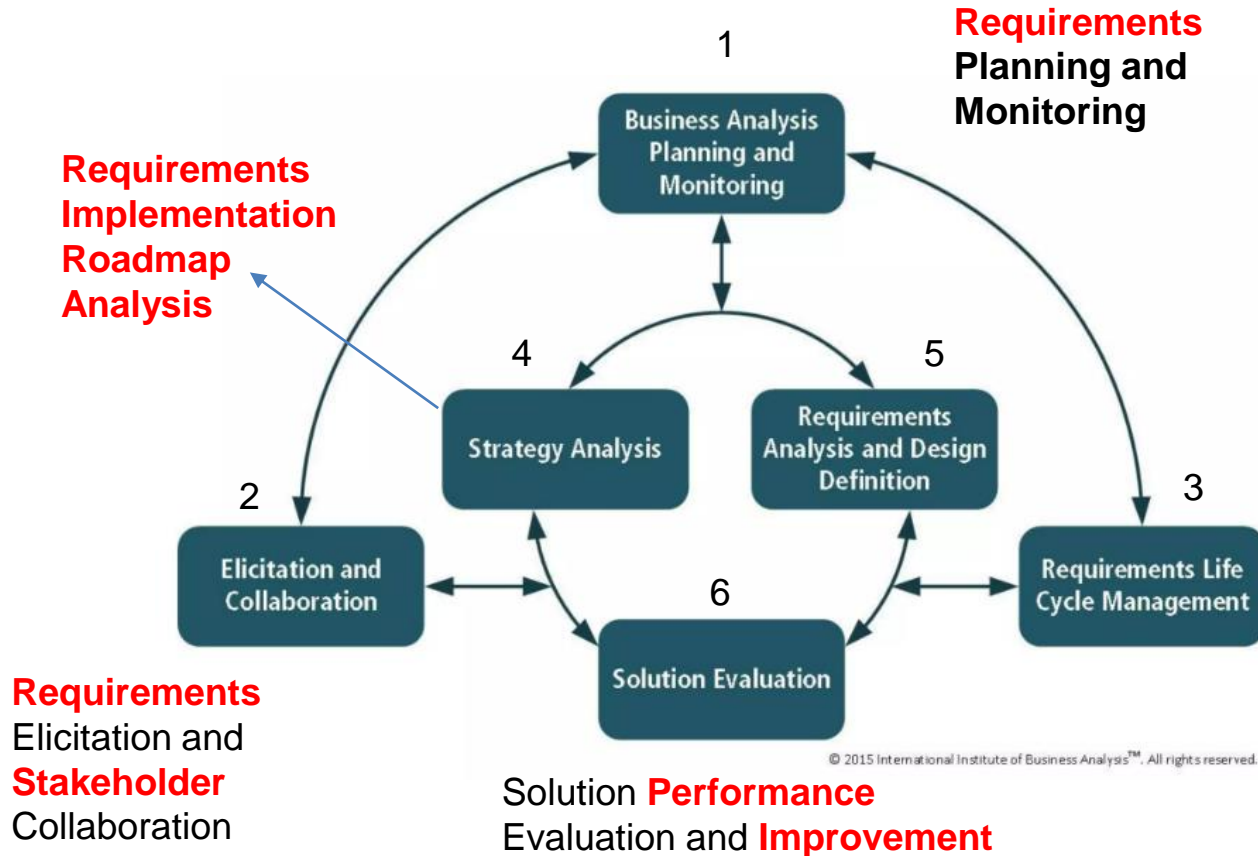 1
Requirements
Planning and
Monitoring
Business Analysis
Planning and
Monitoring
Requirements
Implementation
Roadmap
Analysis
4
5
Strategy Analysis
Requirements
Analysis and Design
Definition
2
3
Elicitation and
Collaboration
Requirements Life
Cycle Management
6
Solution Evaluation
Requirements
Elicitation and
Stakeholder
Collaboration
© 2015 International Institute of Business Analysis™. All rights reserved.
Solution Performance
Evaluation and Improvement